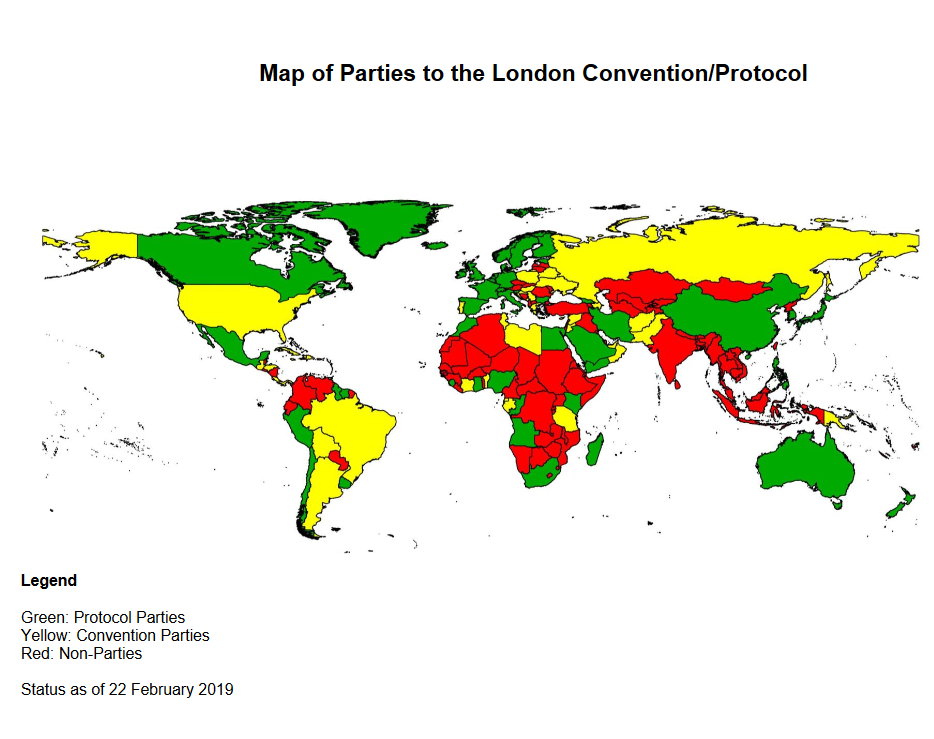 Map of Parties to the London Convention/Protocol
Legend
Green: Protocol Parties
Yellow: Convention Parties
Red: Non-Parties
Status as of 22 February 2019